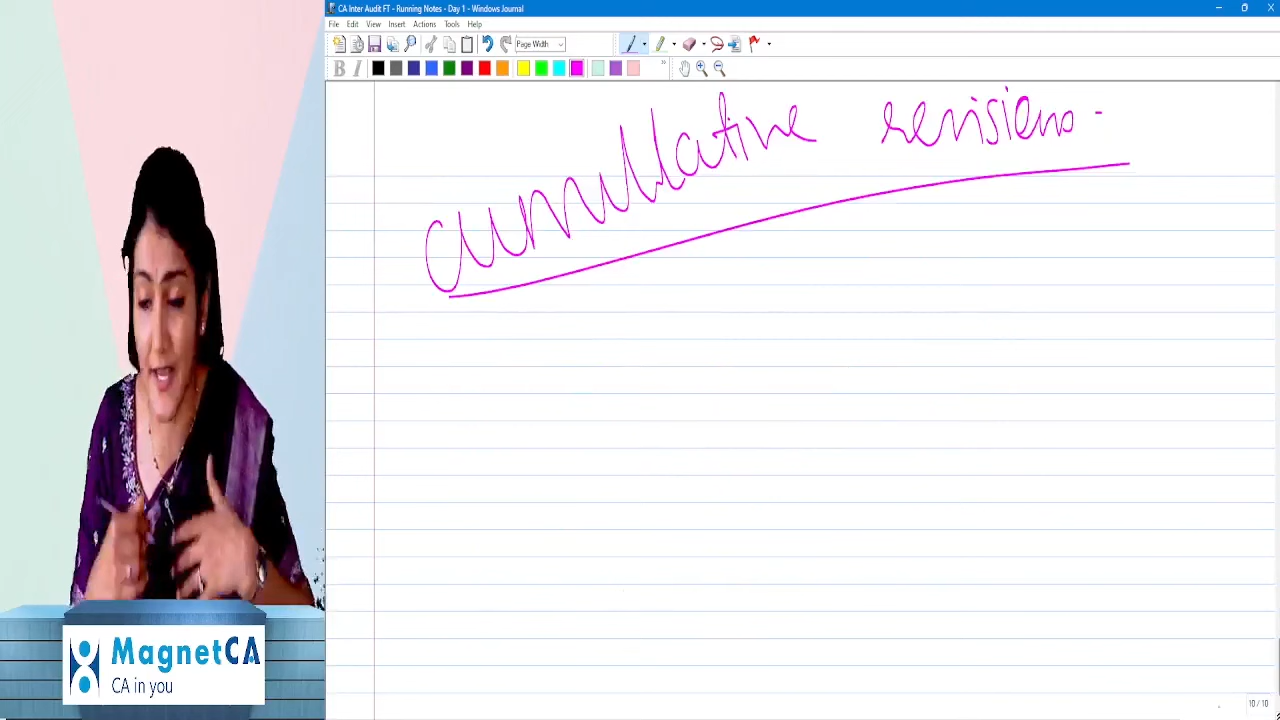 CA Inter Audit FT - Running Notes - Day 1 - Windows Journal
File Edit View Insert Actions Tools Help
Page Width
B I
cumulative revisions -
MagnetCA
CA in you
10 / 10